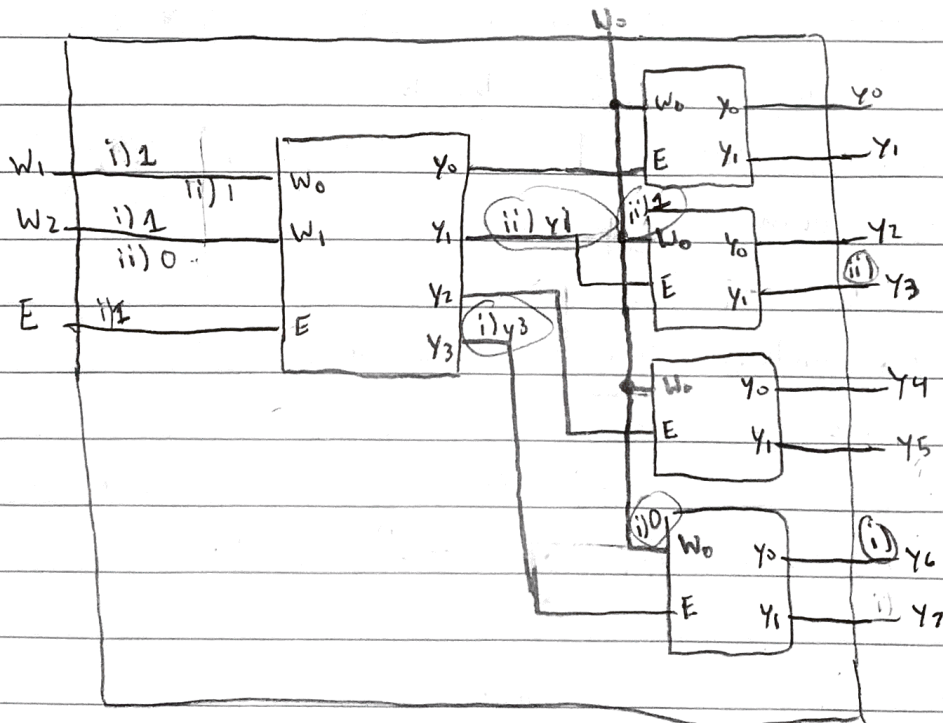 W0
W0 y0 y0
E y1 y1
W1 i) 1 ii) 1 W0 y0
W2 i) 1 ii) 0 W1 y1 ii) y1 ii) 1 W0 y0 y2
E y1 ii) y3
E i) 1 E y2
y3 i) y3
W0 y0 y4
E y1 y5
i) 0 W0 y0 i) y6
E y1 i) y7